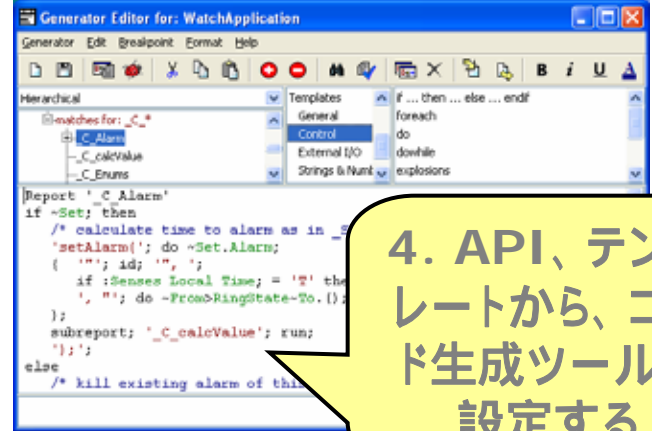 Generator Editor for: WatchApplication
Generator Edit Breakpoint Format Help
B i U A
Hierarchical
matches for: _C_*
_C_Alarm
_C_calcValue
_C_Enums
Templates
General
Control
External I/O
Strings & Numb
if ... then ... else ... endif
foreach
do
dowhile
explosions
Report '_C_Alarm'
if ~Set; then
/* calculate time to alarm as in _S
'setAlarm('; do ~Set.Alarm;
{ '"'; id; '", ';
if :Senses Local Time; = 'T' the
', "'; do ~From>RingState~To.();
};
subreport; '_C_calcValue'; run;
');';
else
/* kill existing alarm of this
4. API、テン
レートから、コ
ド生成ツール
設定する